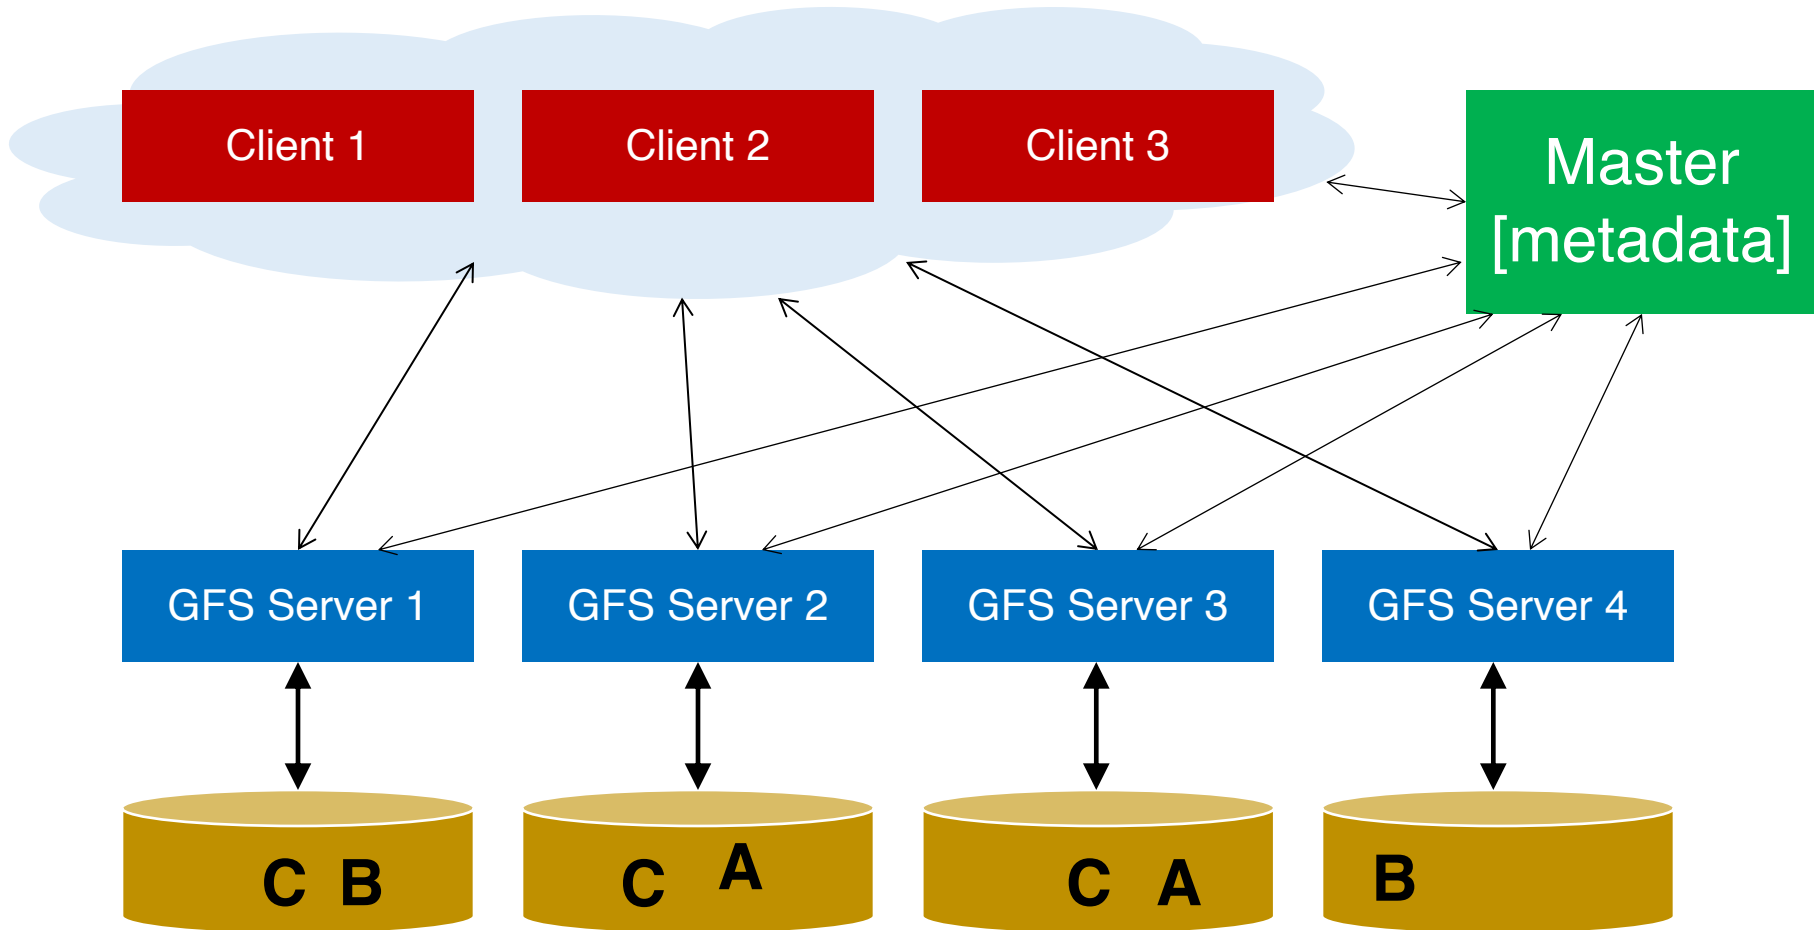 Client 1
Client 2
Client 3
Master
[metadata]
GFS Server 1
GFS Server 2
GFS Server 3
GFS Server 4
C B
C A
C A
B